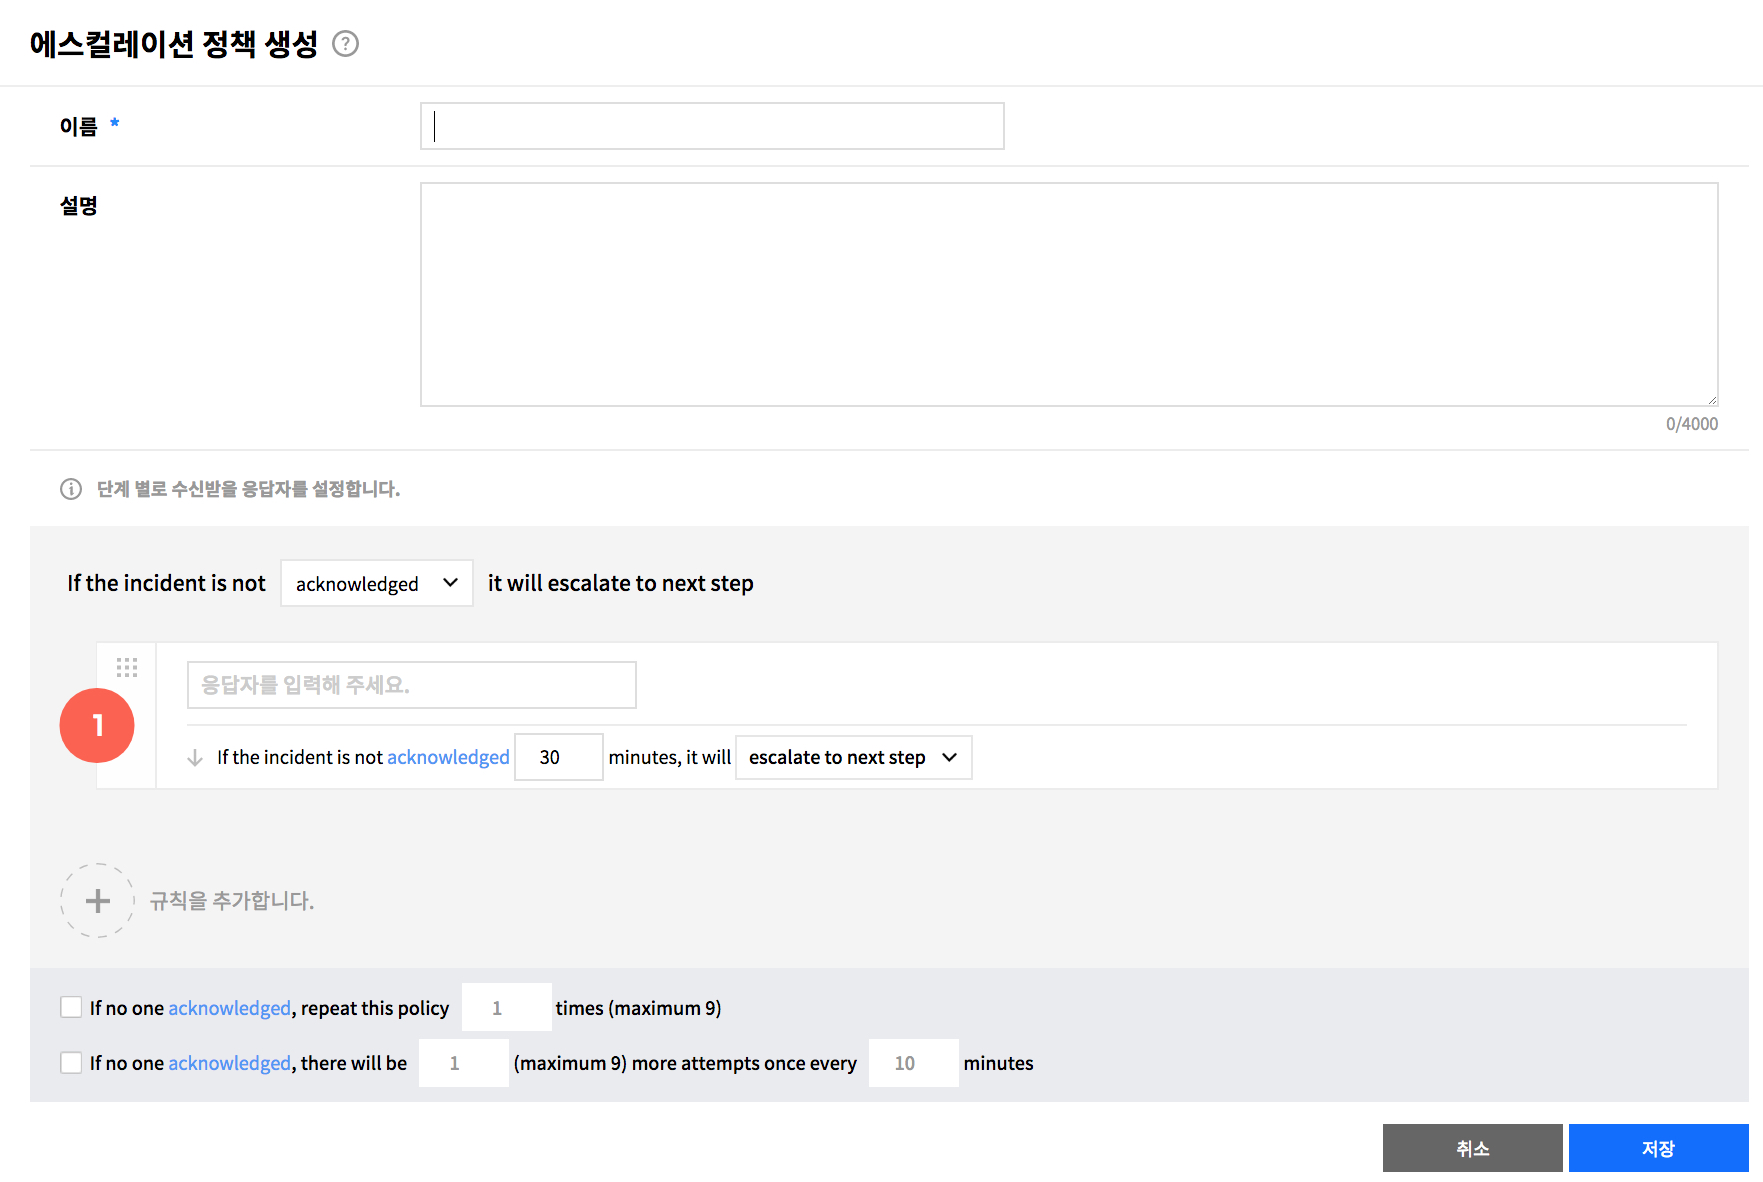 에스컬레이션 정책 생성 ?
이름 *
설명
0/4000
단계 별로 수신받을 응답자를 설정합니다.
If the incident is not acknowledged it will escalate to next step
응답자를 입력해 주세요.
1
If the incident is not acknowledged 30 minutes, it will escalate to next step
규칙을 추가합니다.
If no one acknowledged, repeat this policy 1 times (maximum 9)
If no one acknowledged, there will be 1 (maximum 9) more attempts once every 10 minutes
취소 저장